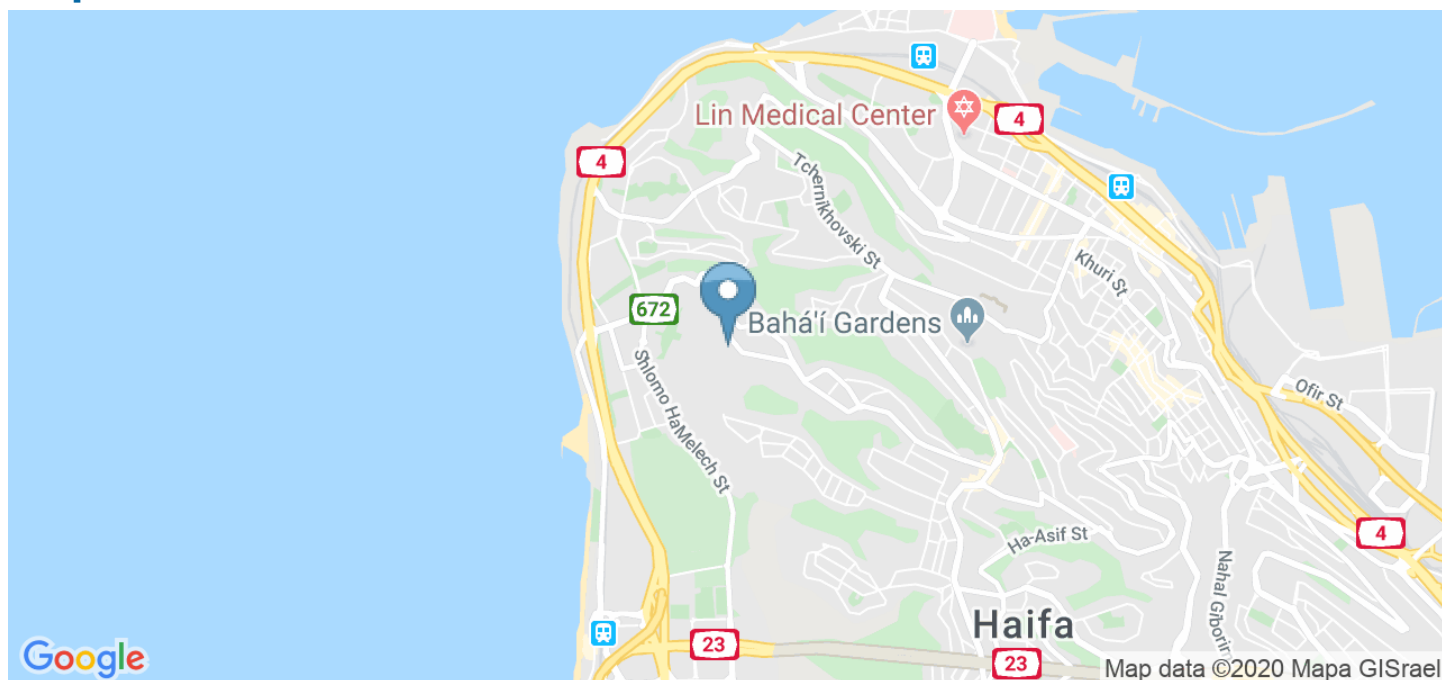 Lin Medical Center
4
4
Tchernikhovski St
Khuri St
672
Bahá'í Gardens
Shlomo HaMelech St
Ofir St
Ha-Asif St
4
Nahal Giborim
Haifa
23
23
Google
Map data ©2020 Mapa GISrael